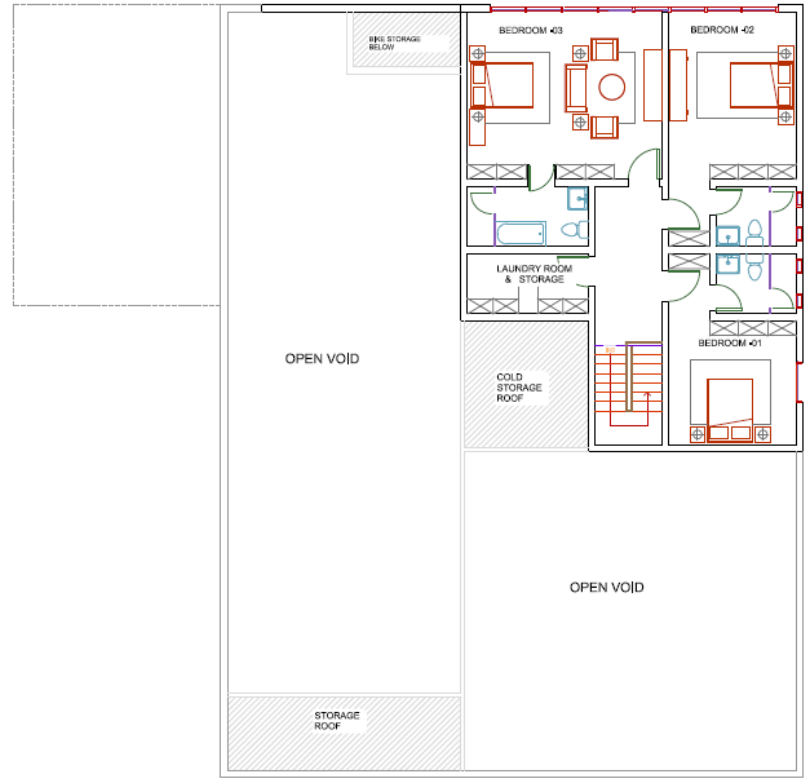 BIKE STORAGE
BELOW
BEDROOM -03
BEDROOM -02
LAUNDRY ROOM
& STORAGE
OPEN VOID
BEDROOM -01
COLD
STORAGE
ROOF
OPEN VOID
STORAGE
ROOF